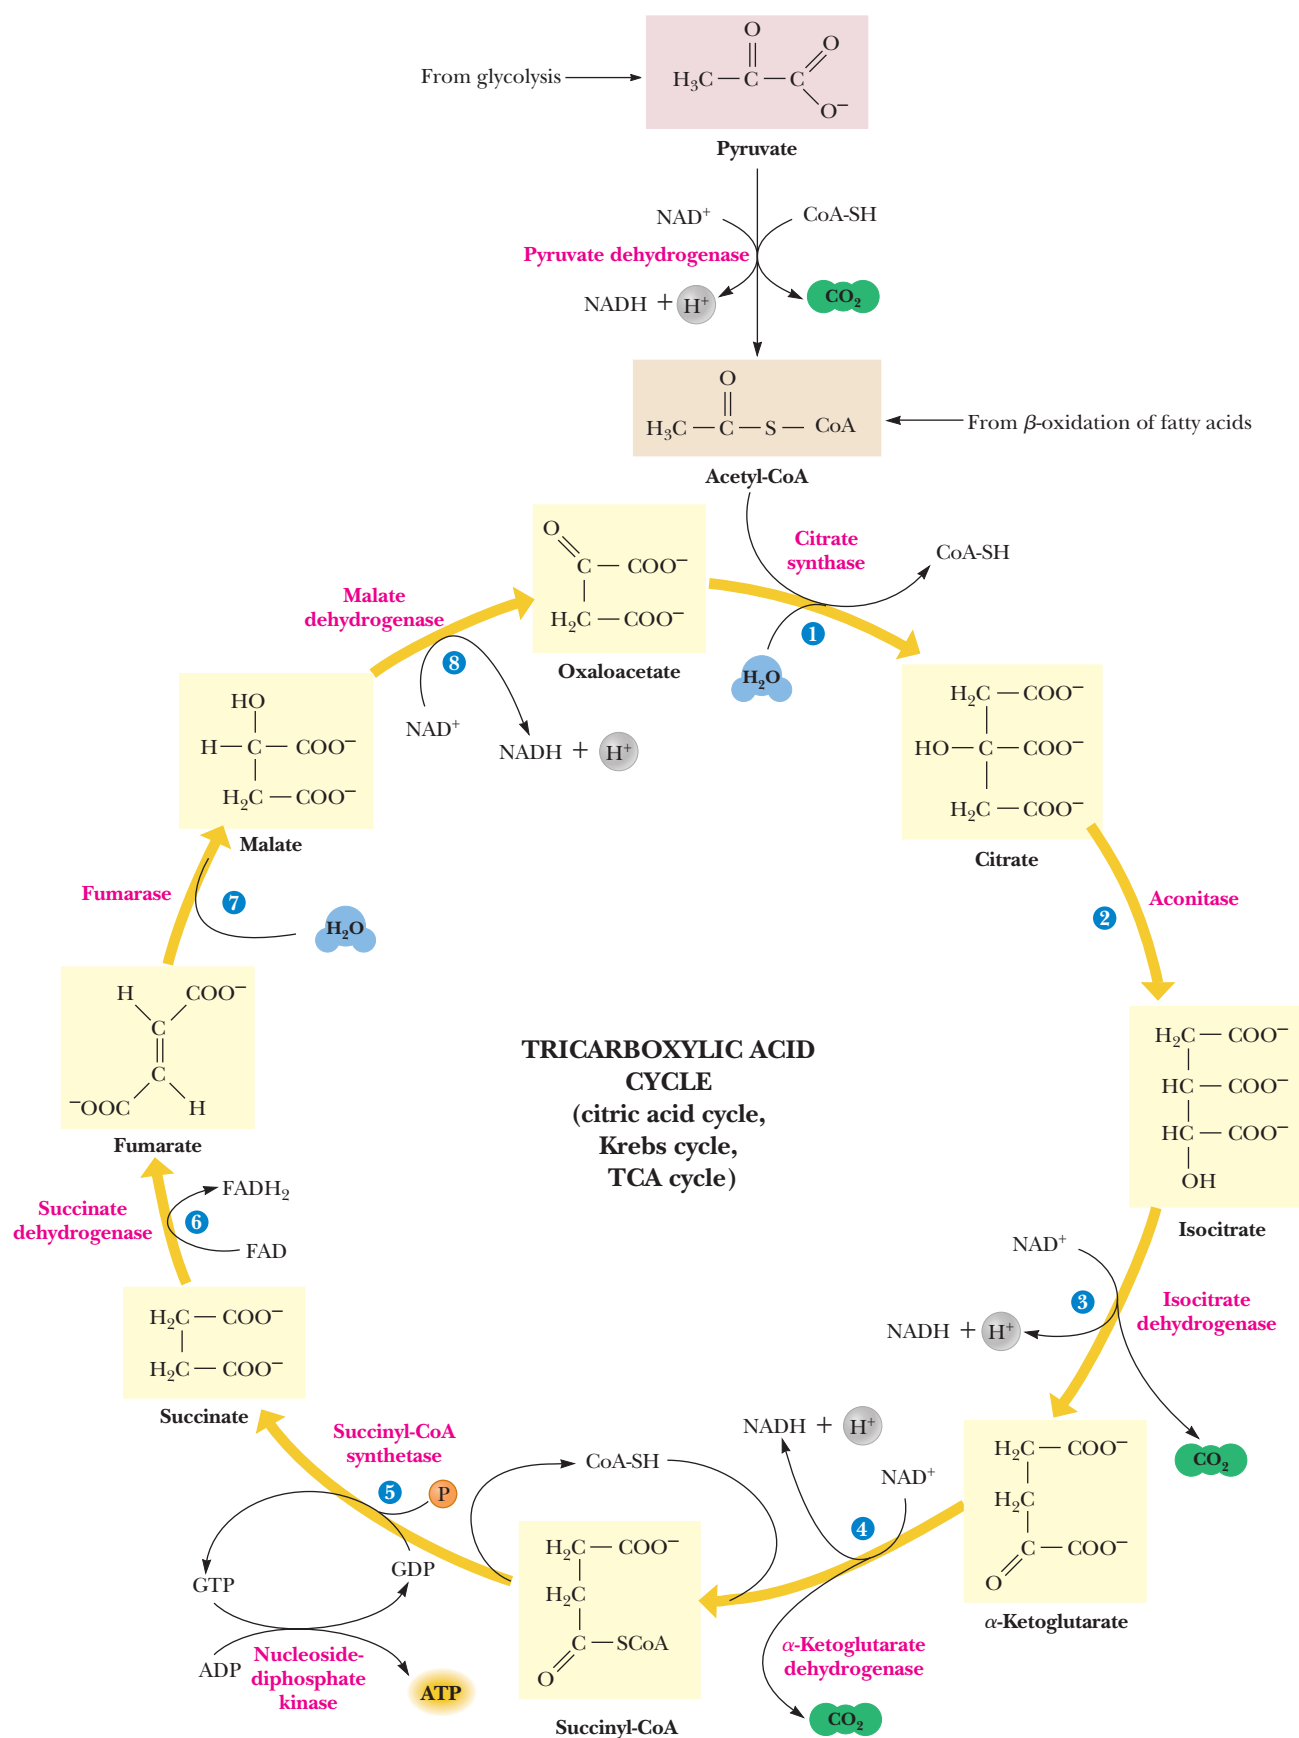 O
O
From glycolysis
H₃C — C — C
O⁻
Pyruvate
NAD⁺
CoA-SH
Pyruvate dehydrogenase
NADH + H⁺
CO₂
O
H₃C — C — S — CoA
From β-oxidation of fatty acids
Acetyl-CoA
Citrate
synthase
CoA-SH
O
C — COO⁻
H₂C — COO⁻
Oxaloacetate
1
H₂O
Malate
dehydrogenase
8
NAD⁺
NADH + H⁺
H₂C — COO⁻
HO — C — COO⁻
H₂C — COO⁻
Citrate
HO
H — C — COO⁻
H₂C — COO⁻
Malate
Fumarase
7
H₂O
2
Aconitase
H
COO⁻
C
C
⁻OOC
H
Fumarate
TRICARBOXYLIC ACID
CYCLE
(citric acid cycle,
Krebs cycle,
TCA cycle)
H₂C — COO⁻
HC — COO⁻
HC — COO⁻
OH
Isocitrate
Succinate
dehydrogenase
FADH₂
6
FAD
NAD⁺
3
Isocitrate
dehydrogenase
NADH + H⁺
CO₂
H₂C — COO⁻
H₂C — COO⁻
Succinate
Succinyl-CoA
synthetase
5
P
CoA-SH
NADH + H⁺
NAD⁺
4
H₂C — COO⁻
H₂C
C — COO⁻
O
α-Ketoglutarate
GTP
GDP
ADP
Nucleoside-
diphosphate
kinase
ATP
H₂C — COO⁻
H₂C
C — SCoA
O
Succinyl-CoA
α-Ketoglutarate
dehydrogenase
CO₂